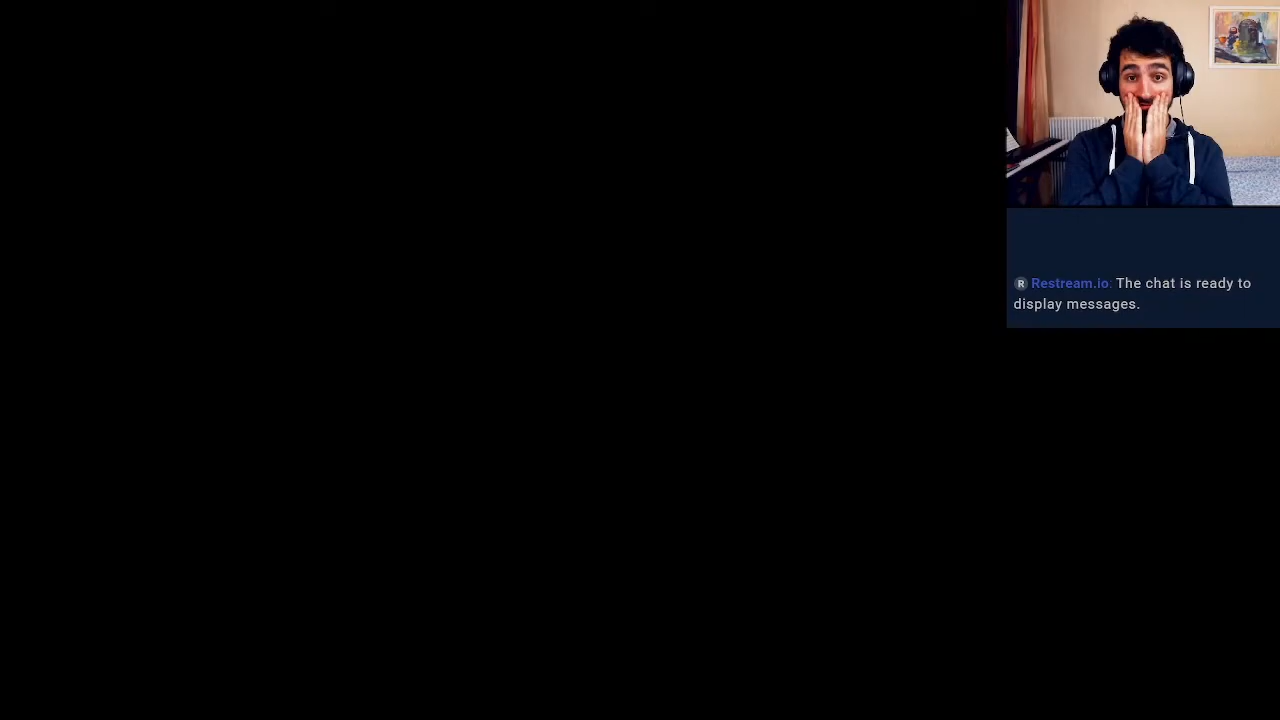 R Restream.io: The chat is ready to
display messages.